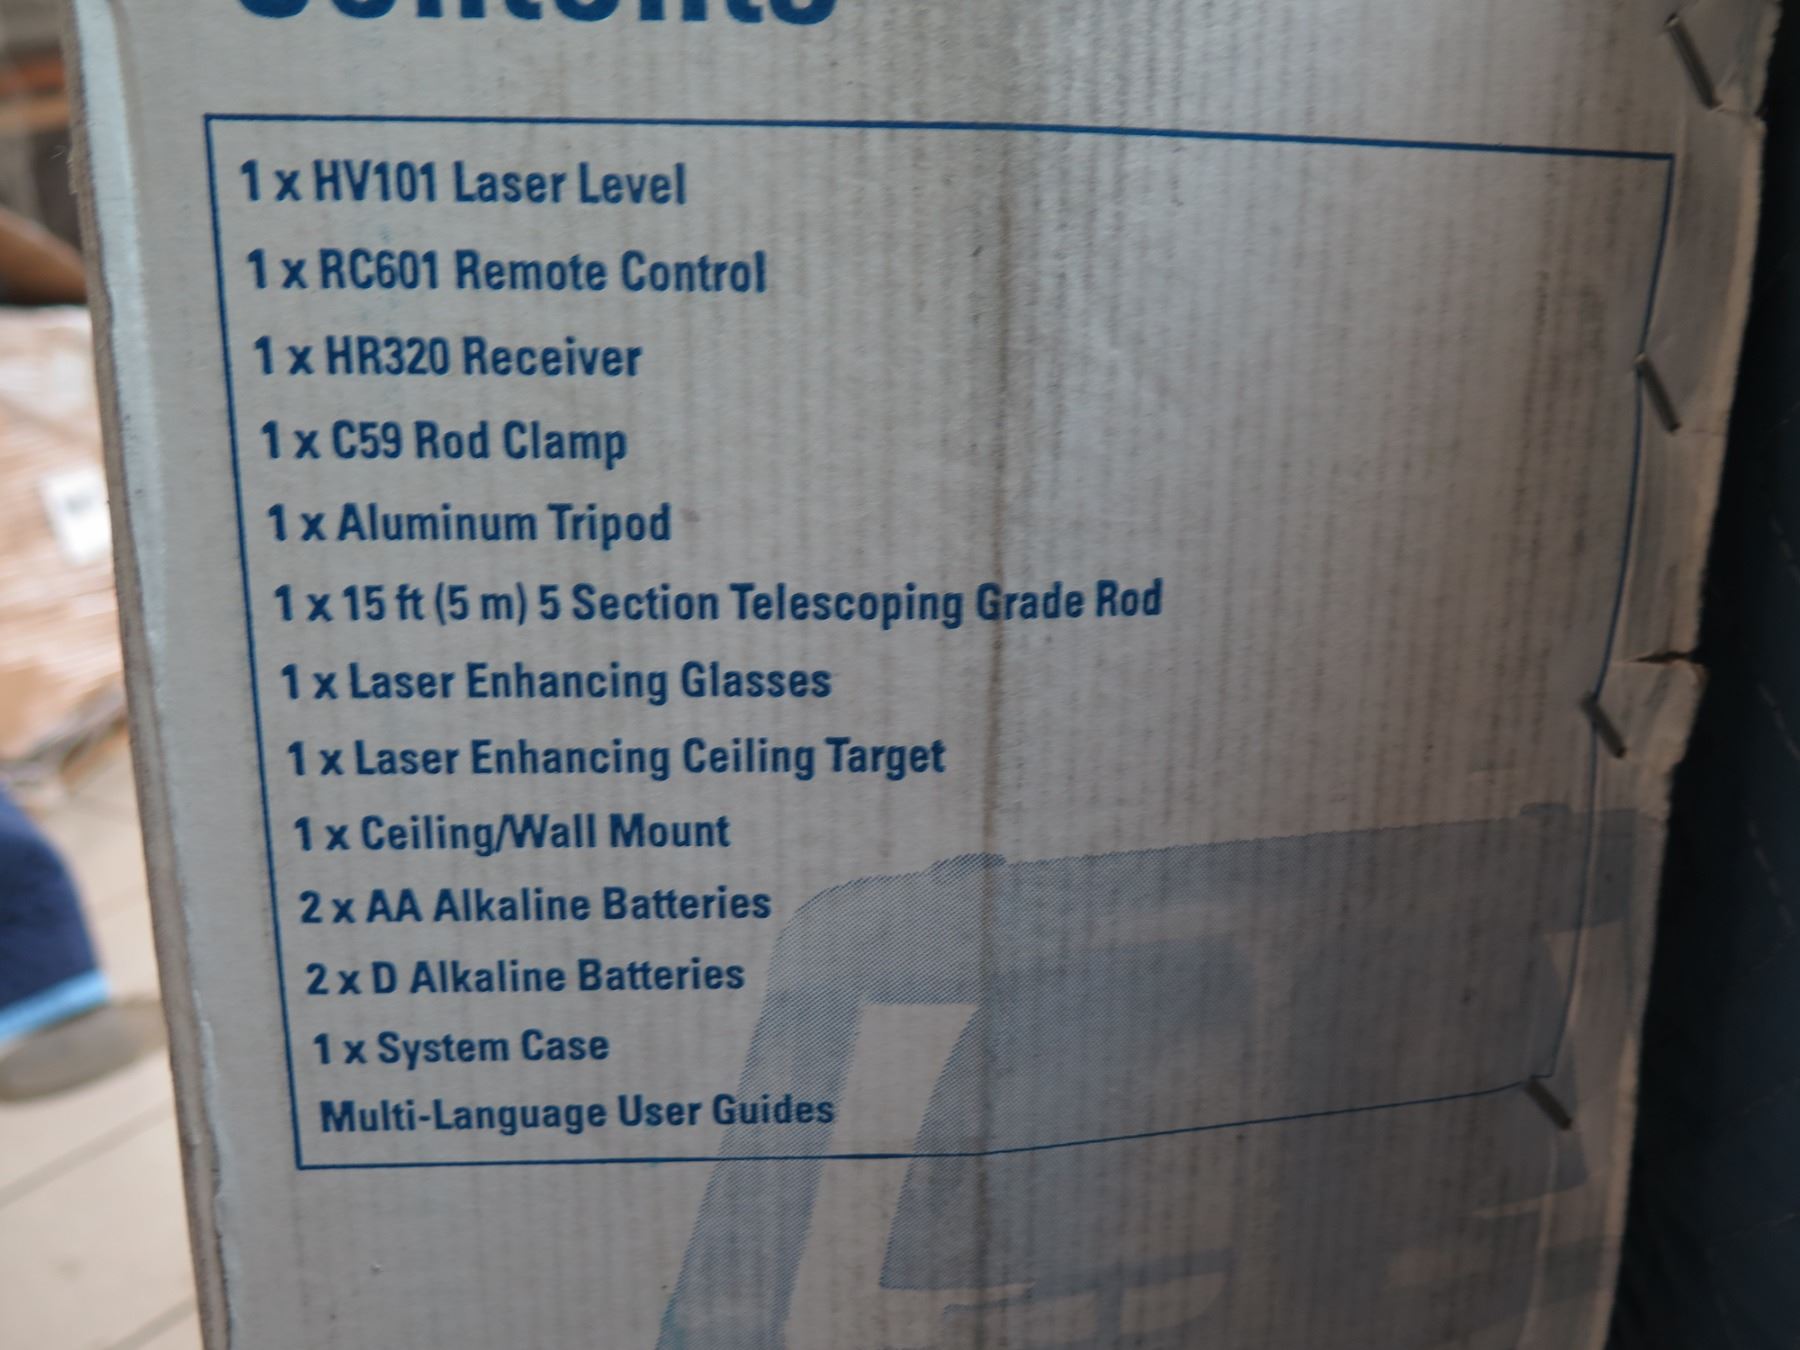 Contents
1 x HV101 Laser Level
1 x RC601 Remote Control
1 x HR320 Receiver
1 x C59 Rod Clamp
1 x Aluminum Tripod
1 x 15 ft (5 m) 5 Section Telescoping Grade Rod
1 x Laser Enhancing Glasses
1 x Laser Enhancing Ceiling Target
1 x Ceiling/Wall Mount
2 x AA Alkaline Batteries
2 x D Alkaline Batteries
1 x System Case
Multi-Language User Guides